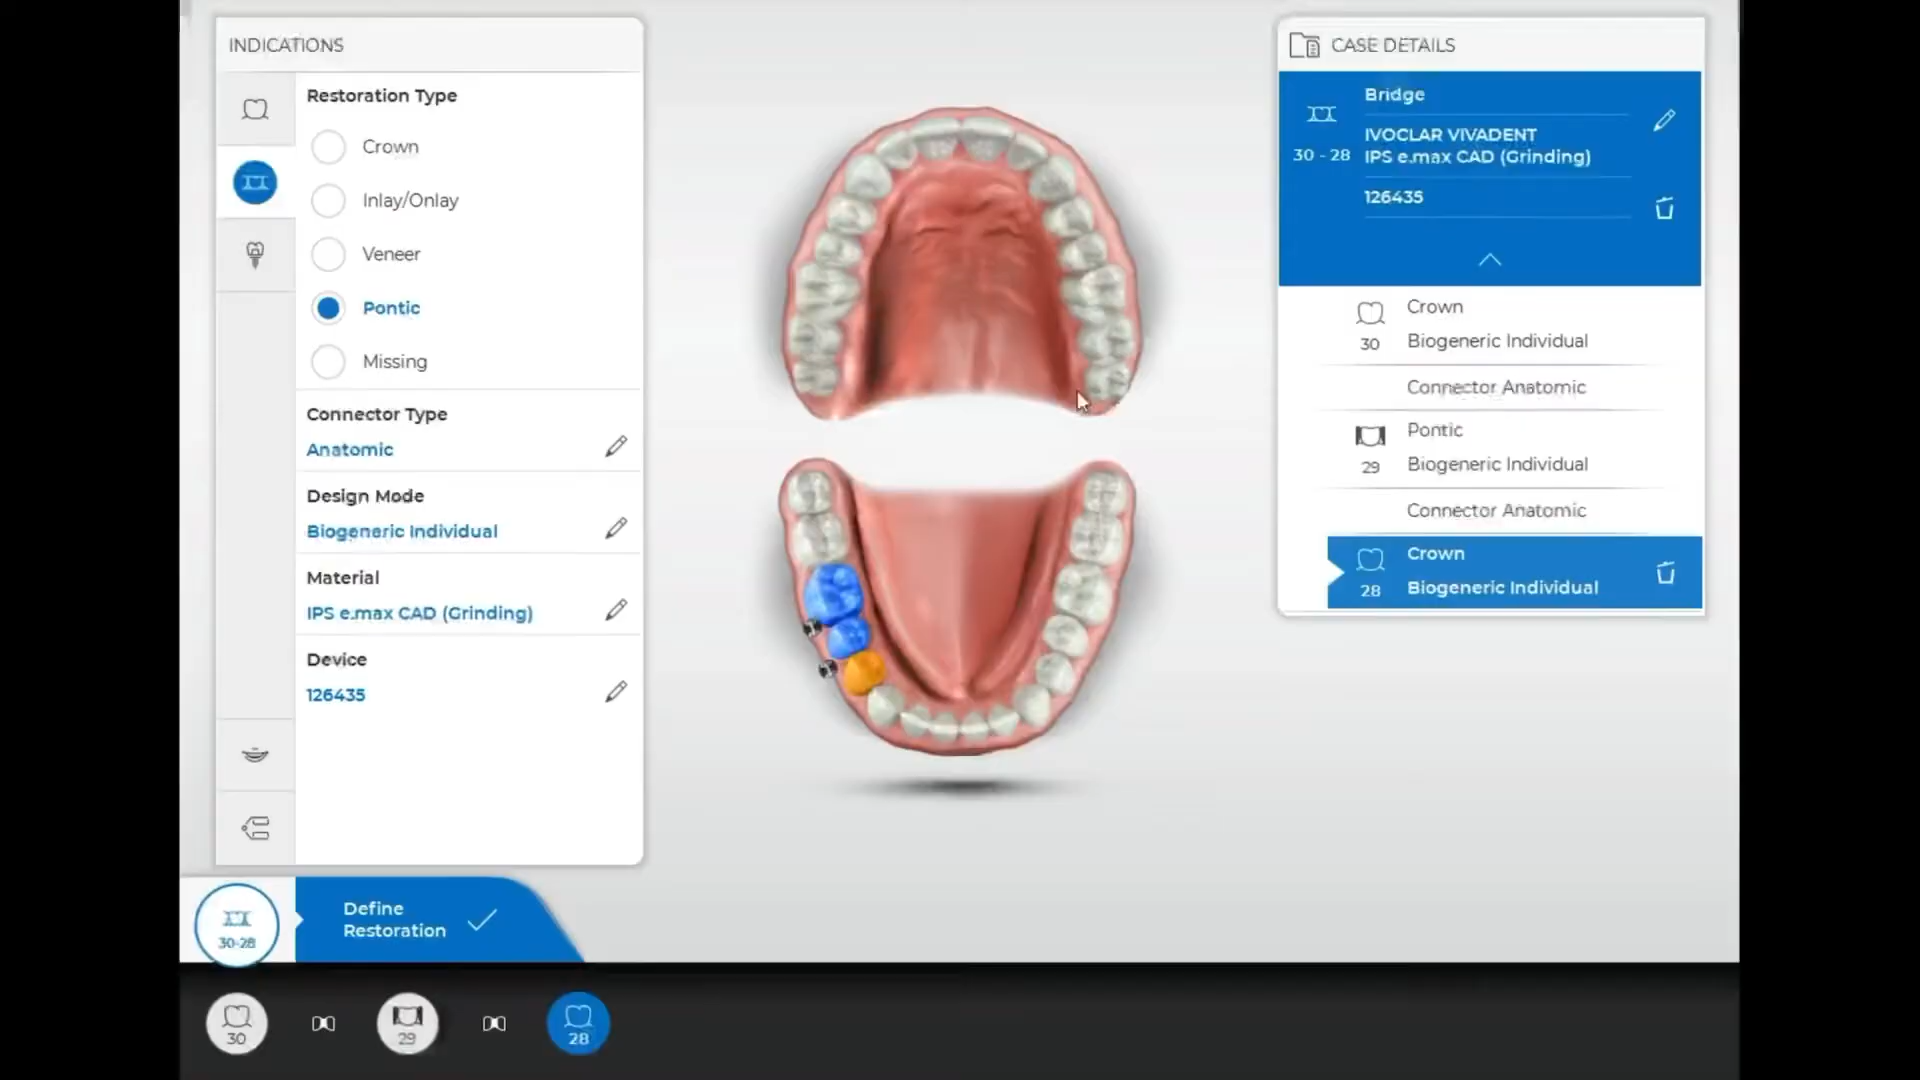 INDICATIONS
Restoration Type
Crown
Inlay/Onlay
Veneer
Pontic
Missing
Connector Type
Anatomic
Design Mode
Biogeneric Individual
Material
IPS e.max CAD (Grinding)
Device
126435
CASE DETAILS
Bridge
IVOCLAR VIVADENT
30 - 28 IPS e.max CAD (Grinding)
126435
Crown
30 Biogeneric Individual
Connector Anatomic
Pontic
29 Biogeneric Individual
Connector Anatomic
Crown
28 Biogeneric Individual
30-28
Define
Restoration
30
29
28